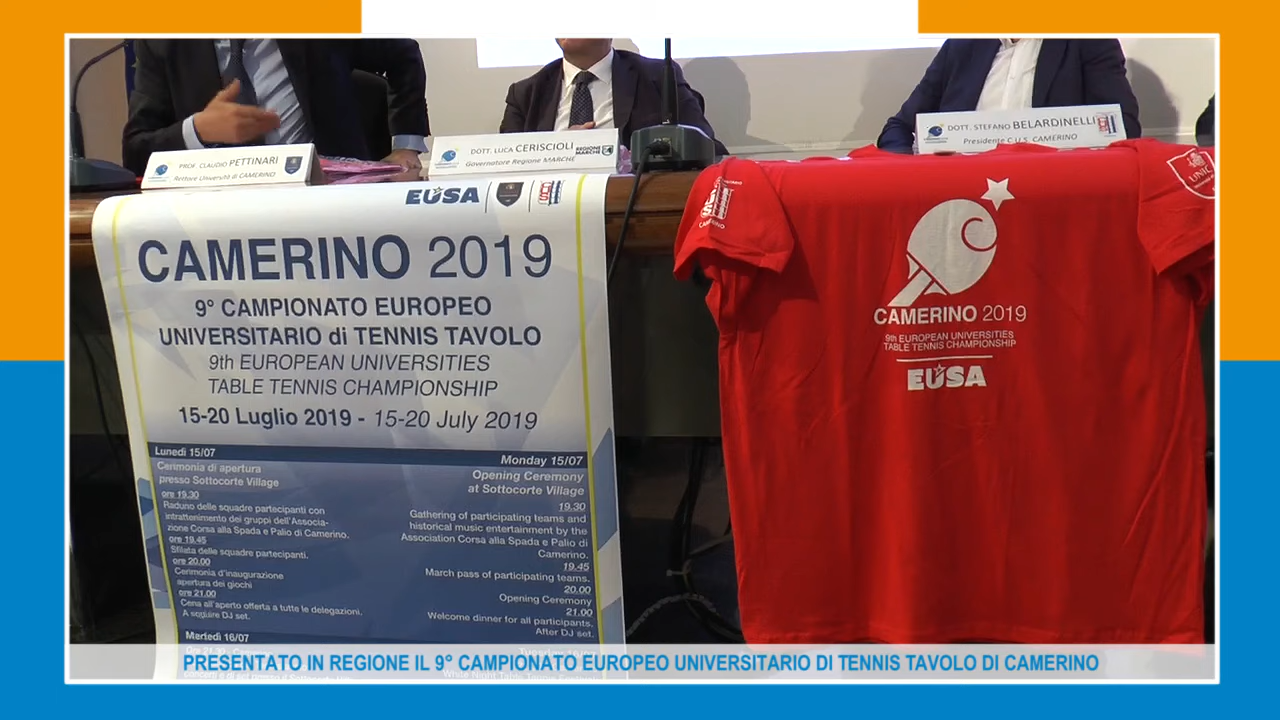 PROF. CLAUDIO PETTINARI
Rettore Università di CAMERINO
DOTT. LUCA CERISCIOLI
Governatore Regione MARCHE
REGIONE
MARCHE
DOTT. STEFANO BELARDINELLI
Presidente C.U.S. CAMERINO
EUSA
CAMERINO 2019
9° CAMPIONATO EUROPEO
UNIVERSITARIO di TENNIS TAVOLO
9th EUROPEAN UNIVERSITIES
TABLE TENNIS CHAMPIONSHIP
15-20 Luglio 2019 - 15-20 July 2019
Lunedì 15/07
Cerimonia di apertura
presso Sottocorte Village
ore 19.30
Raduno delle squadre partecipanti con
intrattenimento dei gruppi dell'Associa-
zione Corsa alla Spada e Palio di Camerino.
ore 19.45
Sfilata delle squadre partecipanti.
ore 20.00
Cerimonia d'inaugurazione
apertura dei giochi
ore 21.00
Cena all'aperto offerta a tutte le delegazioni.
A seguire DJ set.
Martedì 16/07
Monday 15/07
Opening Ceremony
at Sottocorte Village
19.30
Gathering of participating teams and
historical music entertainment by the
Association Corsa alla Spada e Palio di
Camerino.
19.45
March pass of participating teams.
20.00
Opening Ceremony
21.00
Welcome dinner for all participants.
After DJ set.
CAMERINO
CAMERINO 2019
9th EUROPEAN UNIVERSITIES
TABLE TENNIS CHAMPIONSHIP
EUSA
PRESENTATO IN REGIONE IL 9° CAMPIONATO EUROPEO UNIVERSITARIO DI TENNIS TAVOLO DI CAMERINO